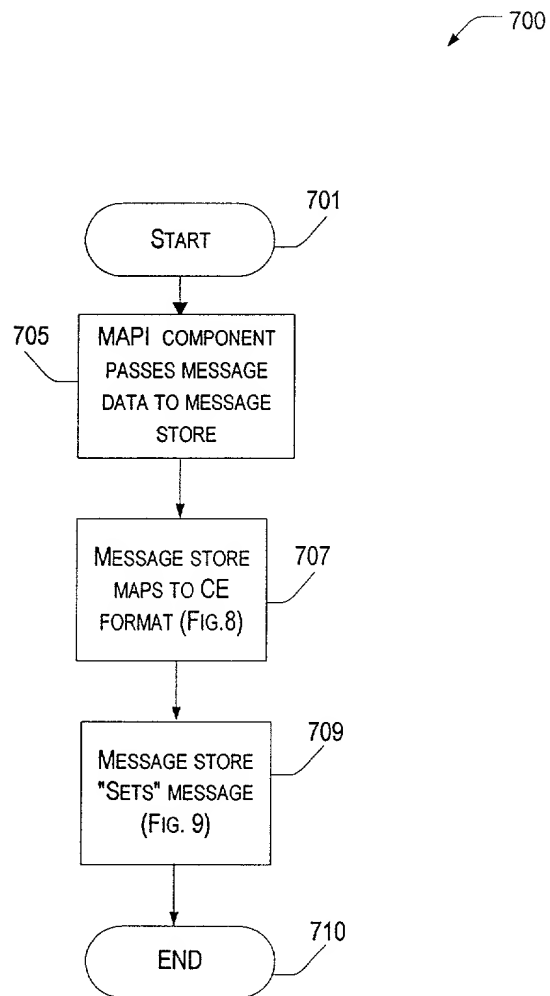 700
701
START
705
MAPI COMPONENT
PASSES MESSAGE
DATA TO MESSAGE
STORE
707
MESSAGE STORE
MAPS TO CE
FORMAT (FIG.8)
709
MESSAGE STORE
"SETS" MESSAGE
(FIG. 9)
710
END